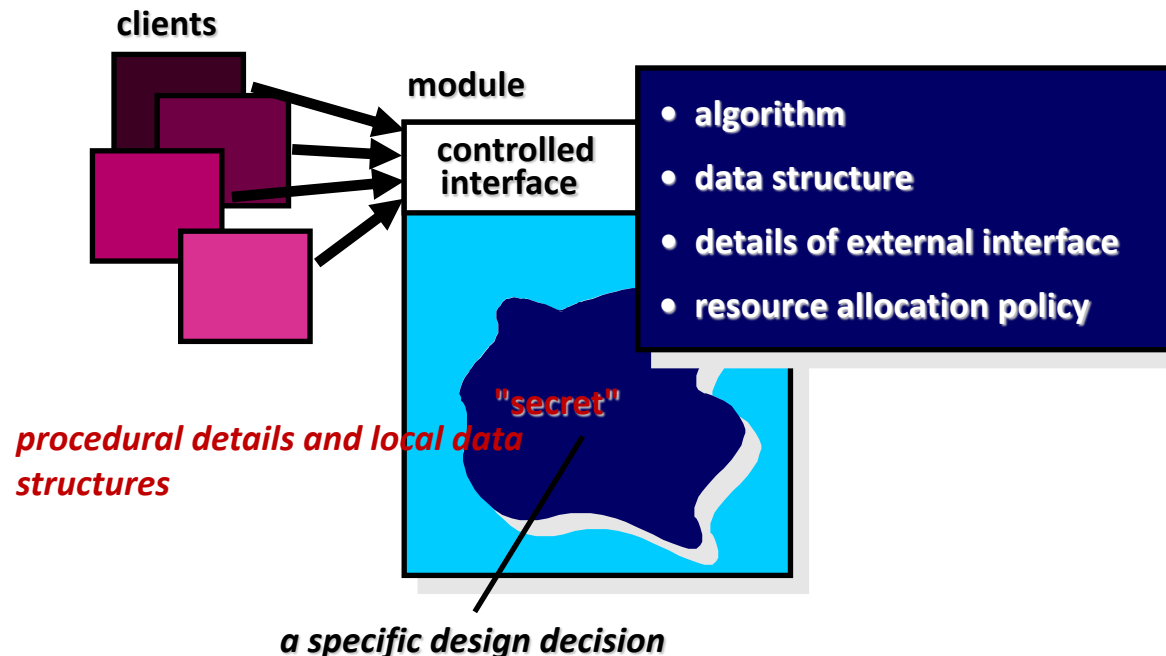 clients
module
controlled
interface
• algorithm
• data structure
• details of external interface
• resource allocation policy
"secret"
procedural details and local data
structures
a specific design decision